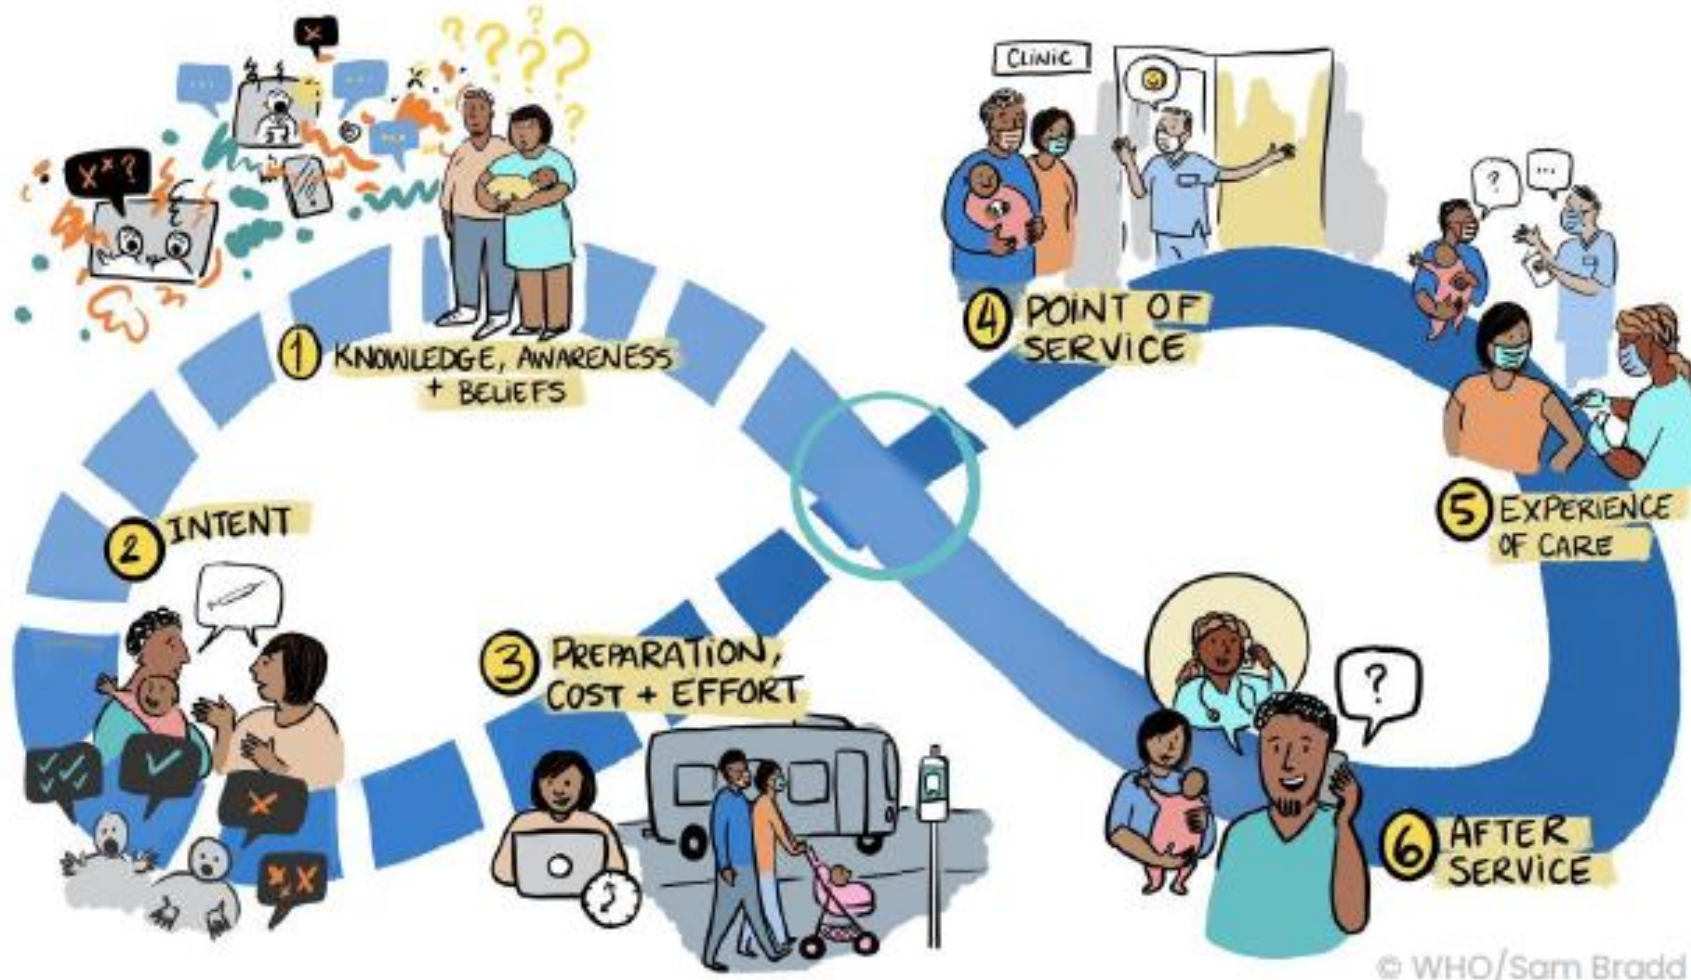 1 KNOWLEDGE, AWARENESS
+ BELIEFS
2 INTENT
3 PREPARATION,
COST + EFFORT
CLINIC
4 POINT OF
SERVICE
5 EXPERIENCE
OF CARE
6 AFTER
SERVICE
X
X X ?
? ? ? ? ?
?
...
?
© WHO/Sam Bradd